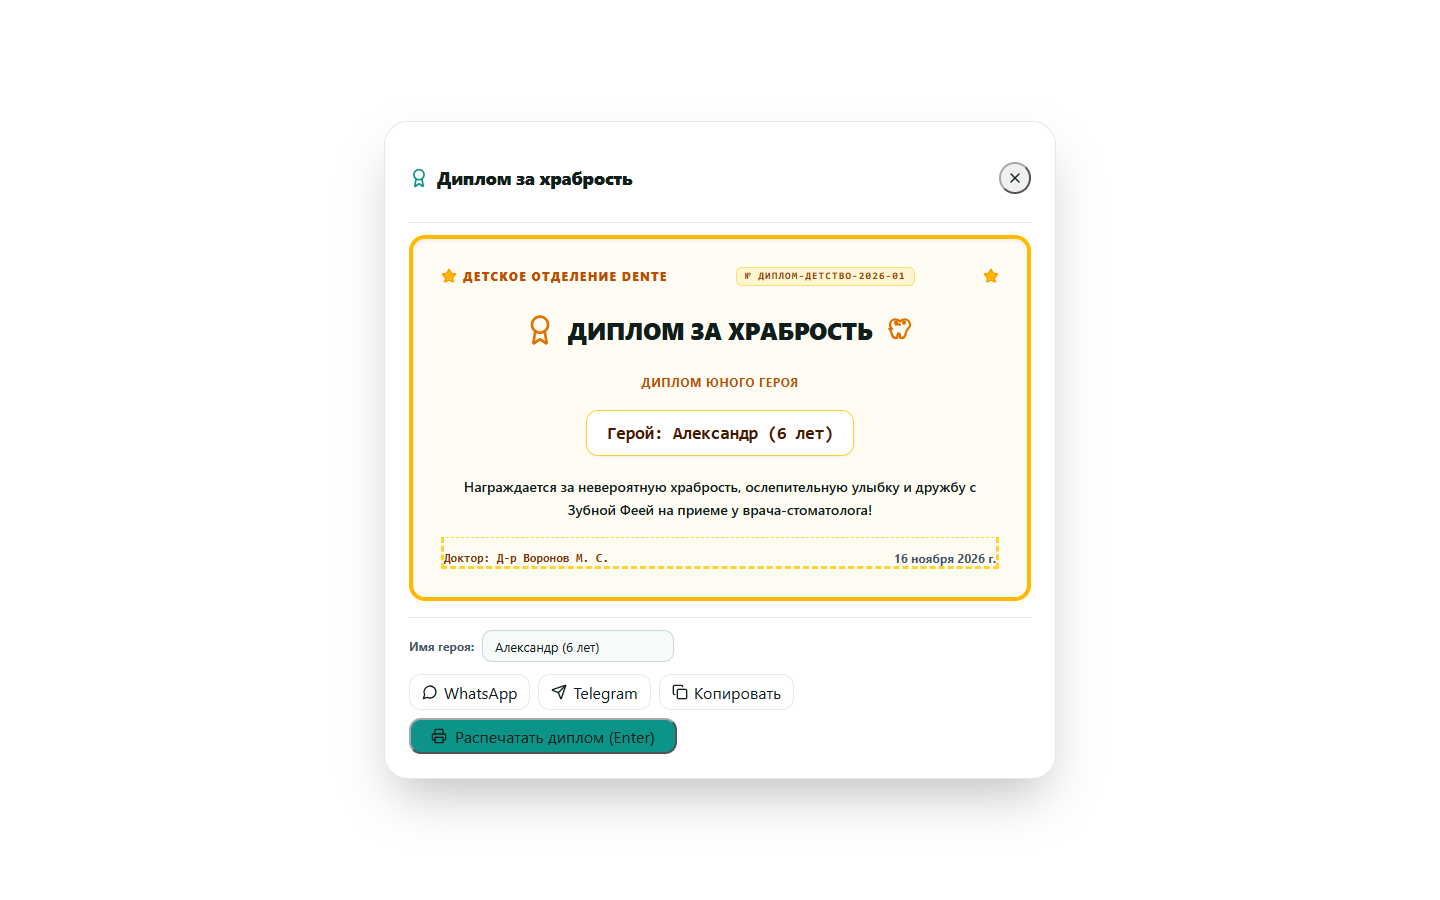 Диплом за храбрость
ДЕТСКОЕ ОТДЕЛЕНИЕ DENTE
№ ДИПЛОМ-ДЕТСТВО-2026-01
ДИПЛОМ ЗА ХРАБРОСТЬ
ДИПЛОМ ЮНОГО ГЕРОЯ
Герой: Александр (6 лет)
Награждается за невероятную храбрость, ослепительную улыбку и дружбу с
Зубной Феей на приеме у врача-стоматолога!
Доктор: Д-р Воронов М. С.
16 ноября 2026 г.
Имя героя:
Александр (6 лет)
WhatsApp
Telegram
Копировать
Распечатать диплом (Enter)